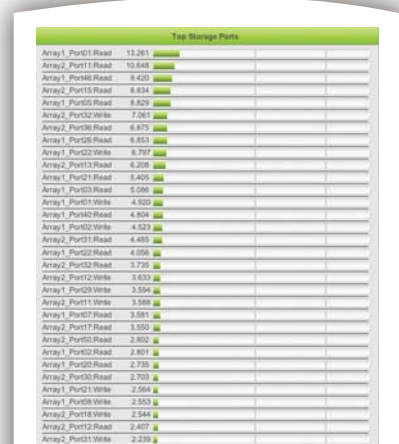 Top Storage Ports
Array1_Port01:Read 13.261
Array2_Port11:Read 10.648
Array1_Port46:Read 9.420
Array2_Port15:Read 8.834
Array1_Port05:Read 8.829
Array2_Port32:Write 7.061
Array2_Port36:Read 6.875
Array1_Port26:Read 6.853
Array1_Port22:Write 6.797
Array2_Port13:Read 6.208
Array1_Port21:Read 5.405
Array1_Port03:Read 5.086
Array1_Port01:Write 4.920
Array1_Port40:Read 4.804
Array1_Port02:Write 4.523
Array2_Port31:Read 4.485
Array1_Port22:Read 4.056
Array2_Port32:Read 3.735
Array2_Port12:Write 3.633
Array1_Port29:Write 3.594
Array2_Port11:Write 3.588
Array1_Port07:Read 3.581
Array2_Port17:Read 3.550
Array2_Port50:Read 2.802
Array1_Port02:Read 2.801
Array1_Port20:Read 2.735
Array2_Port30:Read 2.703
Array1_Port21:Write 2.564
Array1_Port08:Write 2.553
Array2_Port18:Write 2.544
Array2_Port12:Read 2.407
Array2_Port31:Write 2.239